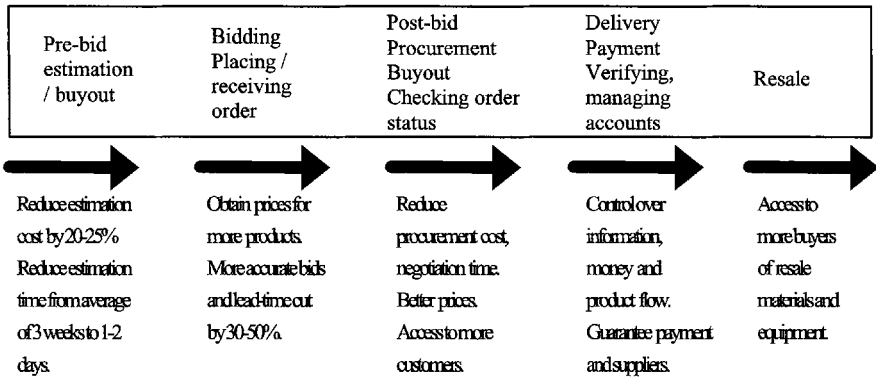 Pre-bid
estimation
/ buyout
Bidding
Placing /
receiving
order
Post-bid
Procurement
Buyout
Checking order
status
Delivery
Payment
Verifying,
managing
accounts
Resale
Reduce estimation
cost by 20-25%
Reduce estimation
time from average
of 3 weeks to 1-2
days.
Obtain prices for
more products.
More accurate bids
and lead-time cut
by 30-50%.
Reduce
procurement cost,
negotiation time.
Better prices.
Access to more
customers.
Control over
information,
money and
product flow.
Guarantee payment
and suppliers.
Access to
more buyers
of resale
materials and
equipment.